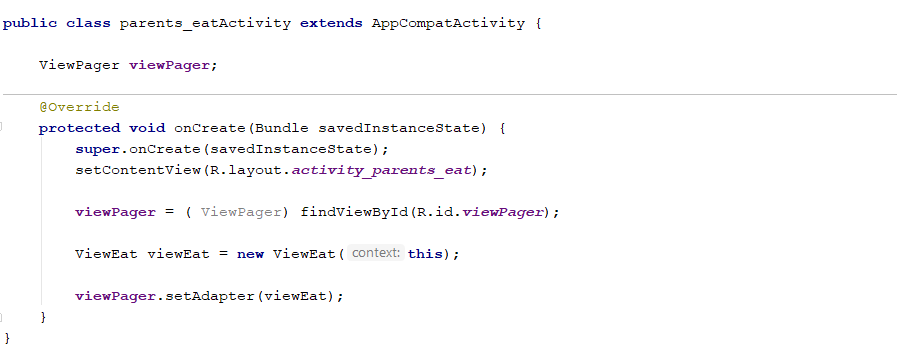 public class parents_eatActivity extends AppCompatActivity {
ViewPager viewPager;
@Override
protected void onCreate(Bundle savedInstanceState) {
super.onCreate(savedInstanceState);
setContentView(R.layout.activity_parents_eat);
viewPager = ( ViewPager) findViewById(R.id.viewPager);
ViewEat viewEat = new ViewEat( context: this);
viewPager.setAdapter(viewEat);
}
}